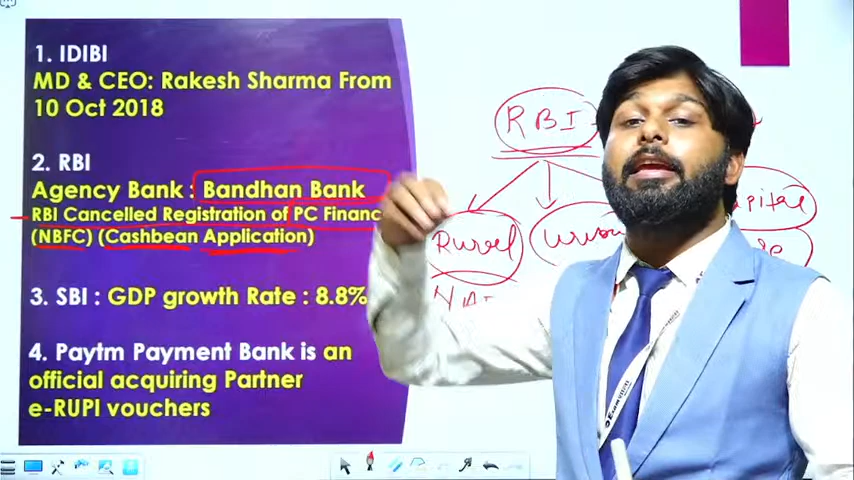 1. IDIBI
MD & CEO: Rakesh Sharma From
10 Oct 2018
2. RBI
Agency Bank : Bandhan Bank
RBI Cancelled Registration of PC Financ
(NBFC) (Cashbean Application)
3. SBI : GDP growth Rate : 8.8%
4. Paytm Payment Bank is an
official acquiring Partner
e-RUPI vouchers
RBI
Rural